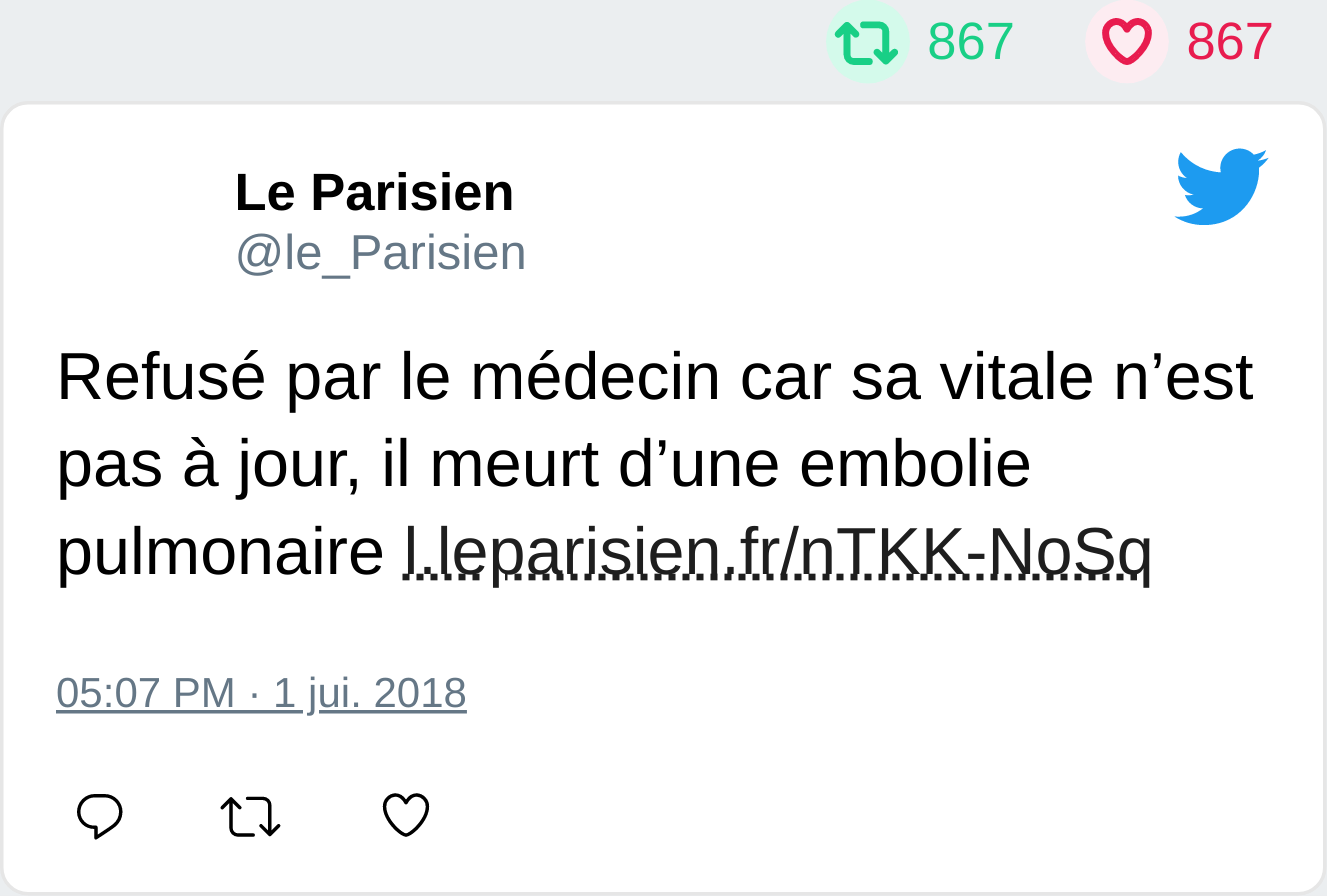 867 867
Le Parisien
@le_Parisien
Refusé par le médecin car sa vitale n’est
pas à jour, il meurt d’une embolie
pulmonaire l.leparisien.fr/nTKK-NoSq
05:07 PM · 1 jui. 2018